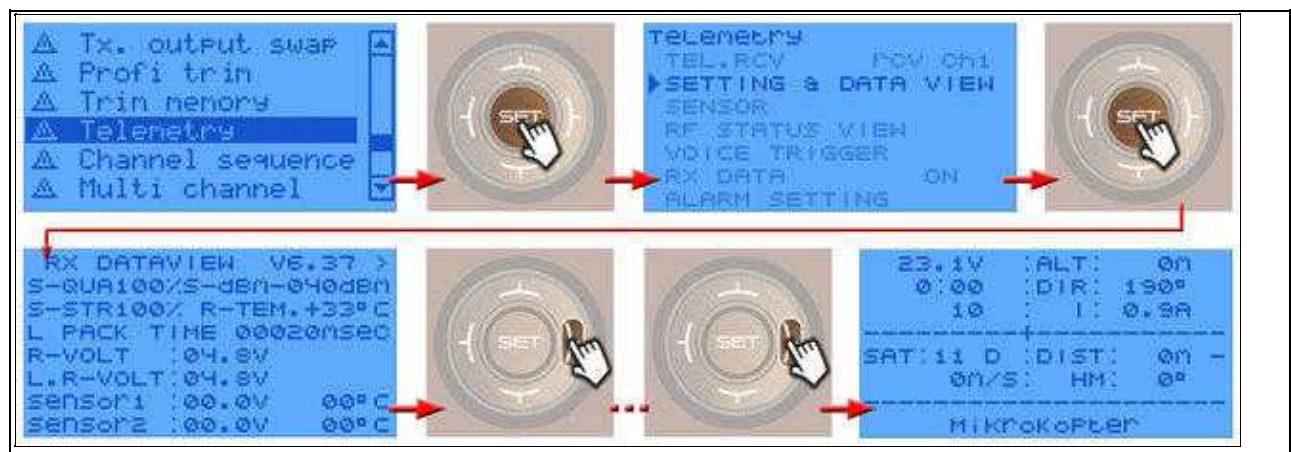 Tx. output swap
Profi trim
Trim memory
Telemetry
Channel sequence
Multi channel
SET
Telemetry
TEL.RCV rcv ch1
SETTING & DATA VIEW
SENSOR
RF STATUS VIEW
VOICE TRIGGER
RX DATA ON
ALARM SETTING
SET
RX DATAVIEW V6.37 >
S-QUA100%S-dBm-040dBm
S-STR100% R-TEM.+33°C
L PACK TIME 00020msec
R-VOLT :04.8V
L.R-VOLT:04.8V
Sensor1 :00.0V 00°C
Sensor2 :00.0V 00°C
SET
SET
23.1V :ALT: 0m
0:00 :DIR: 190°
10 : I: 0.9A
SAT:11 D :DIST: 0m -
0m/s: HM: 0°
MikroKopter